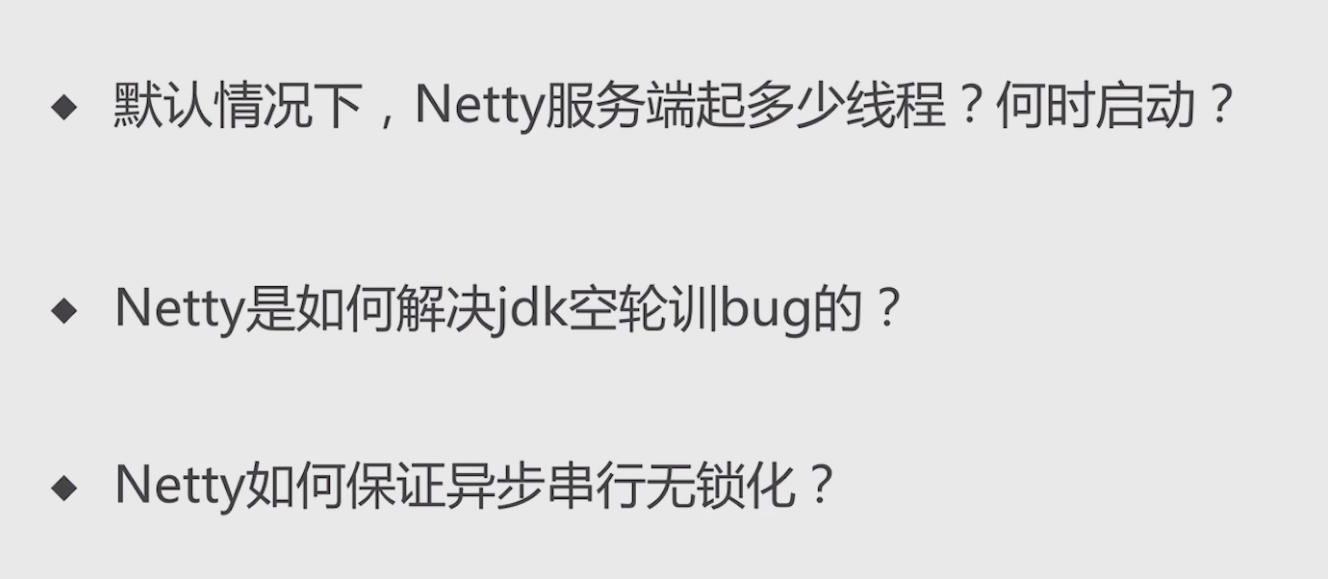 ◆ 默认情况下，Netty服务端起多少线程？何时启动？
◆ Netty是如何解决jdk空轮训bug的？
◆ Netty如何保证异步串行无锁化？